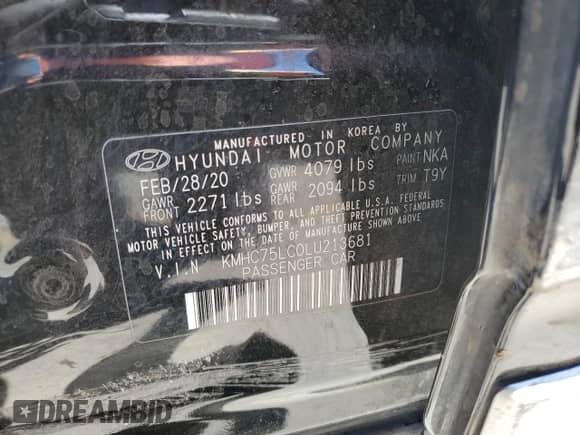 MANUFACTURED IN KOREA BY
HYUNDAI MOTOR COMPANY
FEB/28/20 GVWR 4079 lbs PAINT NKA
GAWR FRONT 2271 lbs GAWR REAR 2094 lbs TRIM T9Y
THIS VEHICLE CONFORMS TO ALL APPLICABLE U.S.A. FEDERAL
MOTOR VEHICLE SAFETY, BUMPER, AND THEFT PREVENTION STANDARDS
IN EFFECT ON THE DATE OF MANUFACTURE SHOWN ABOVE.
V.I.N KMHC75LC0LU213681
PASSENGER CAR
DREAMBID